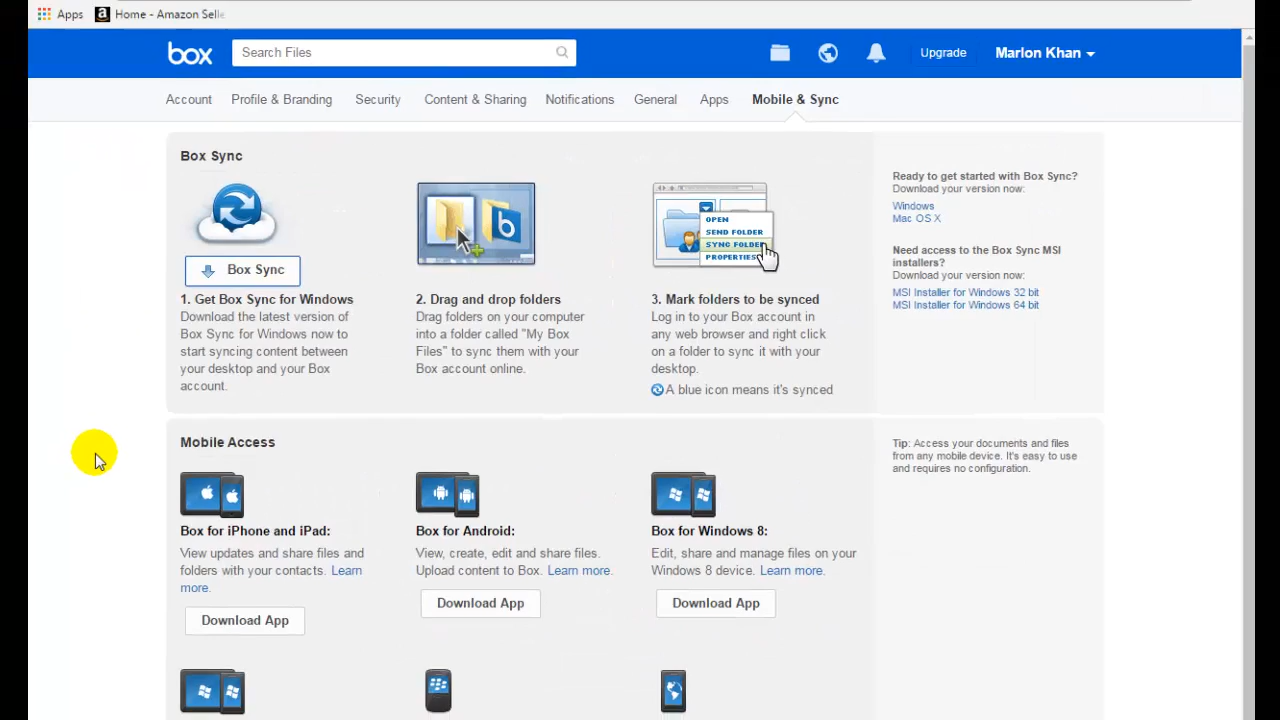 Apps Home - Amazon Selle
box Search Files Upgrade Marlon Khan
Account Profile & Branding Security Content & Sharing Notifications General Apps Mobile & Sync
Box Sync
Box Sync
1. Get Box Sync for Windows
Download the latest version of
Box Sync for Windows now to
start syncing content between
your desktop and your Box
account.
b
2. Drag and drop folders
Drag folders on your computer
into a folder called "My Box
Files" to sync them with your
Box account online.
OPEN
SEND FOLDER
SYNC FOLDER
PROPERTIES
3. Mark folders to be synced
Log in to your Box account in
any web browser and right click
on a folder to sync it with your
desktop.
A blue icon means it's synced
Ready to get started with Box Sync?
Download your version now:
Windows
Mac OS X
Need access to the Box Sync MSI
installers?
Download your version now:
MSI Installer for Windows 32 bit
MSI Installer for Windows 64 bit
Mobile Access
Box for iPhone and iPad:
View updates and share files and
folders with your contacts. Learn
more.
Download App
Box for Android:
View, create, edit and share files.
Upload content to Box. Learn more.
Download App
Box for Windows 8:
Edit, share and manage files on your
Windows 8 device. Learn more.
Download App
Tip: Access your documents and files
from any mobile device. It's easy to use
and requires no configuration.